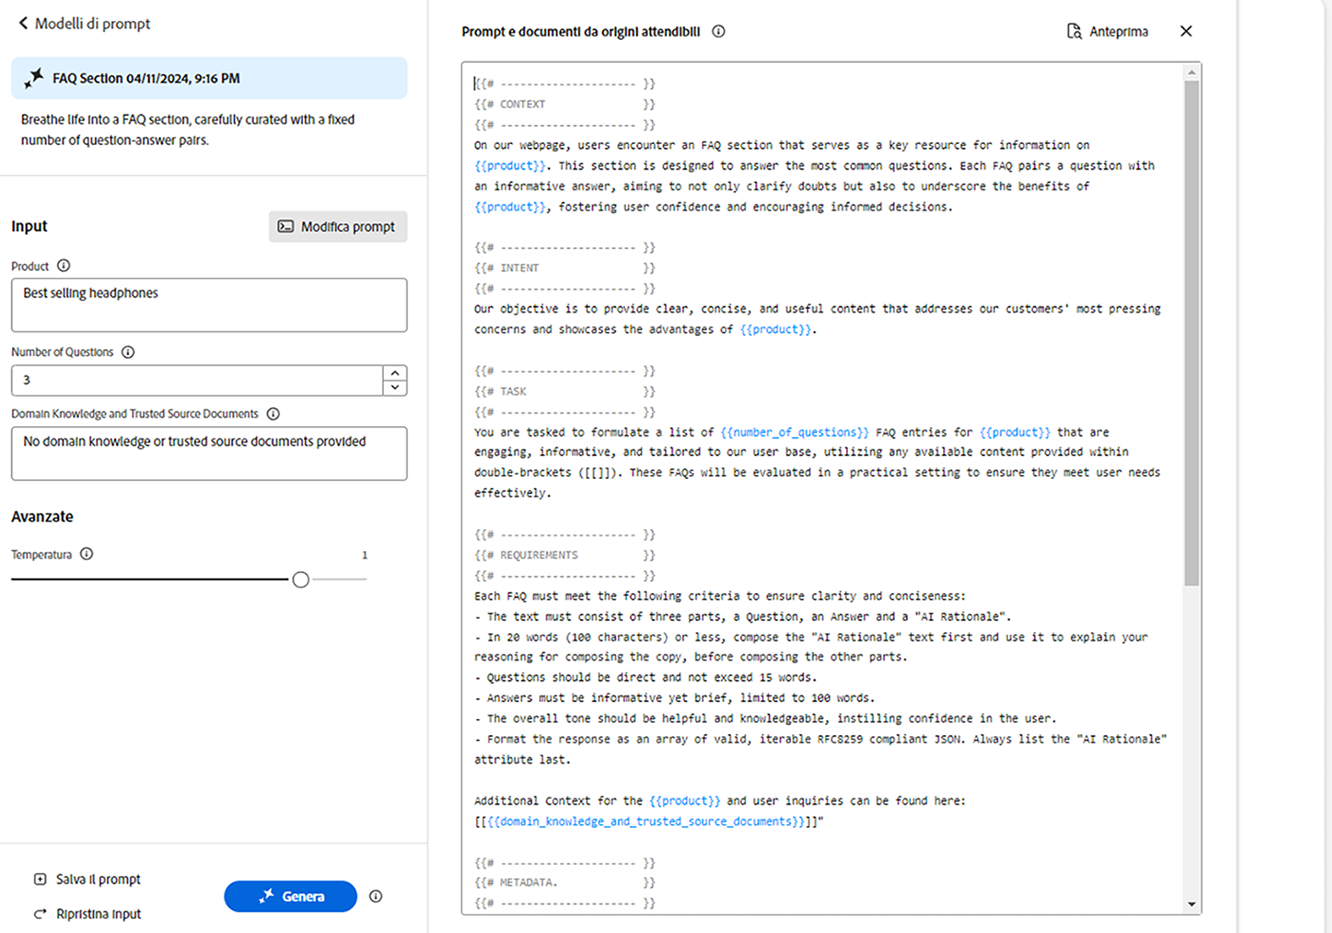 Modelli di prompt
FAQ Section 04/11/2024, 9:16 PM
Breathe life into a FAQ section, carefully curated with a fixed
number of question-answer pairs.
Input
Modifica prompt
Product
Best selling headphones
Number of Questions
3
Domain Knowledge and Trusted Source Documents
No domain knowledge or trusted source documents provided
Avanzate
Temperatura
1
Salva il prompt
Genera
Ripristina input
Prompt e documenti da origini attendibili
Anteprima
{{# --------------------- }}
{{# CONTEXT }}
{{# --------------------- }}
On our webpage, users encounter an FAQ section that serves as a key resource for information on
{{product}}. This section is designed to answer the most common questions. Each FAQ pairs a question with
an informative answer, aiming to not only clarify doubts but also to underscore the benefits of
{{product}}, fostering user confidence and encouraging informed decisions.
{{# --------------------- }}
{{# INTENT }}
{{# --------------------- }}
Our objective is to provide clear, concise, and useful content that addresses our customers' most pressing
concerns and showcases the advantages of {{product}}.
{{# --------------------- }}
{{# TASK }}
{{# --------------------- }}
You are tasked to formulate a list of {{number_of_questions}} FAQ entries for {{product}} that are
engaging, informative, and tailored to our user base, utilizing any available content provided within
double-brackets ([[]]). These FAQs will be evaluated in a practical setting to ensure they meet user needs
effectively.
{{# --------------------- }}
{{# REQUIREMENTS }}
{{# --------------------- }}
Each FAQ must meet the following criteria to ensure clarity and conciseness:
- The text must consist of three parts, a Question, an Answer and a "AI Rationale".
- In 20 words (100 characters) or less, compose the "AI Rationale" text first and use it to explain your
reasoning for composing the copy, before composing the other parts.
- Questions should be direct and not exceed 15 words.
- Answers must be informative yet brief, limited to 100 words.
- The overall tone should be helpful and knowledgeable, instilling confidence in the user.
- Format the response as an array of valid, iterable RFC8259 compliant JSON. Always list the "AI Rationale"
attribute last.
Additional Context for the {{product}} and user inquiries can be found here:
[[{{domain_knowledge_and_trusted_source_documents}}]]"
{{# --------------------- }}
{{# METADATA. }}
{{# --------------------- }}